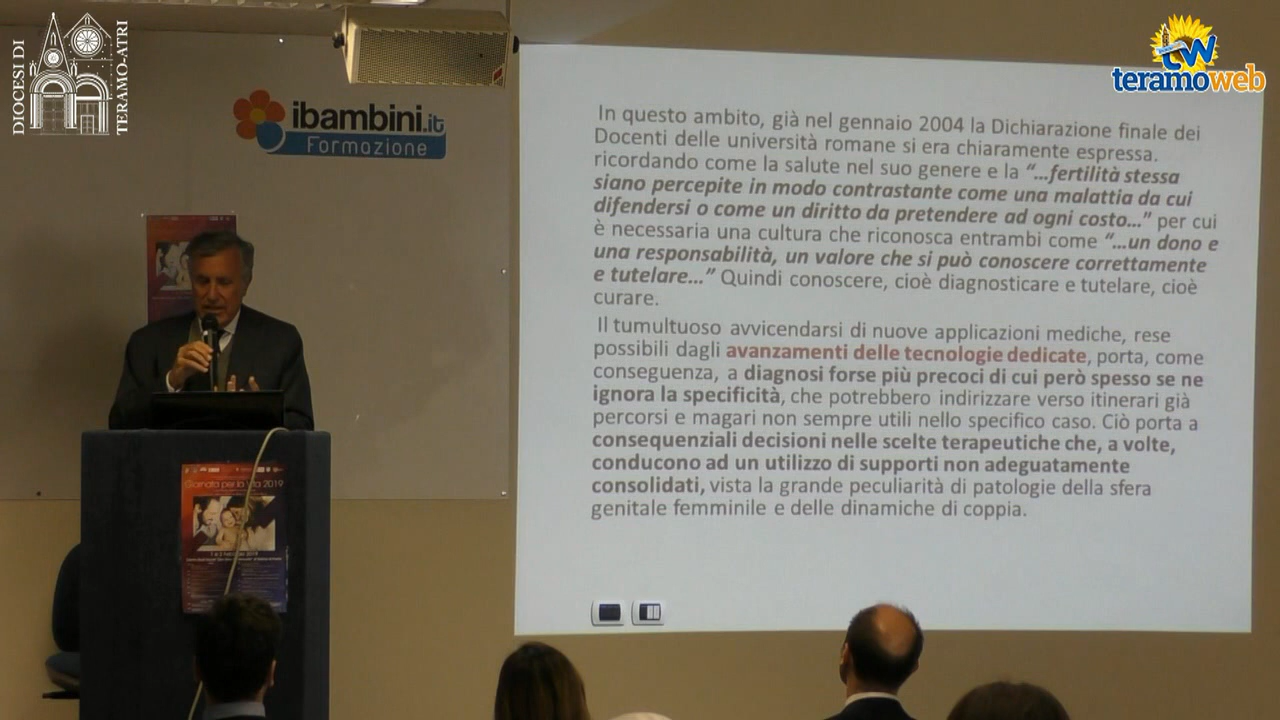 DIOCESI DI
TERAMO-ATRI
ibambini.it
Formazione
tw
teramoweb
In questo ambito, già nel gennaio 2004 la Dichiarazione finale dei
Docenti delle università romane si era chiaramente espressa.
ricordando come la salute nel suo genere e la “…fertilità stessa
siano percepite in modo contrastante come una malattia da cui
difendersi o come un diritto da pretendere ad ogni costo…” per cui
è necessaria una cultura che riconosca entrambi come “…un dono e
una responsabilità, un valore che si può conoscere correttamente
e tutelare…” Quindi conoscere, cioè diagnosticare e tutelare, cioè
curare.
Il tumultuoso avvicendarsi di nuove applicazioni mediche, rese
possibili dagli avanzamenti delle tecnologie dedicate, porta, come
conseguenza, a diagnosi forse più precoci di cui però spesso se ne
ignora la specificità, che potrebbero indirizzare verso itinerari già
percorsi e magari non sempre utili nello specifico caso. Ciò porta a
consequenziali decisioni nelle scelte terapeutiche che, a volte,
conducono ad un utilizzo di supporti non adeguatamente
consolidati, vista la grande peculiarità di patologie della sfera
genitale femminile e delle dinamiche di coppia.
Giornata per la Vita 2019